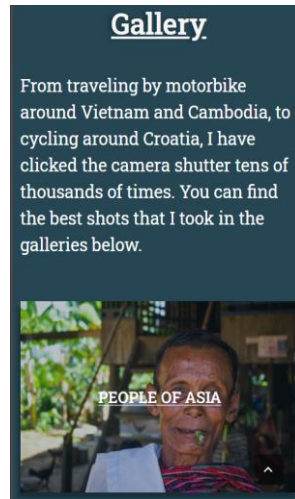 Gallery
From traveling by motorbike
around Vietnam and Cambodia, to
cycling around Croatia, I have
clicked the camera shutter tens of
thousands of times. You can find
the best shots that I took in the
galleries below.
PEOPLE OF ASIA